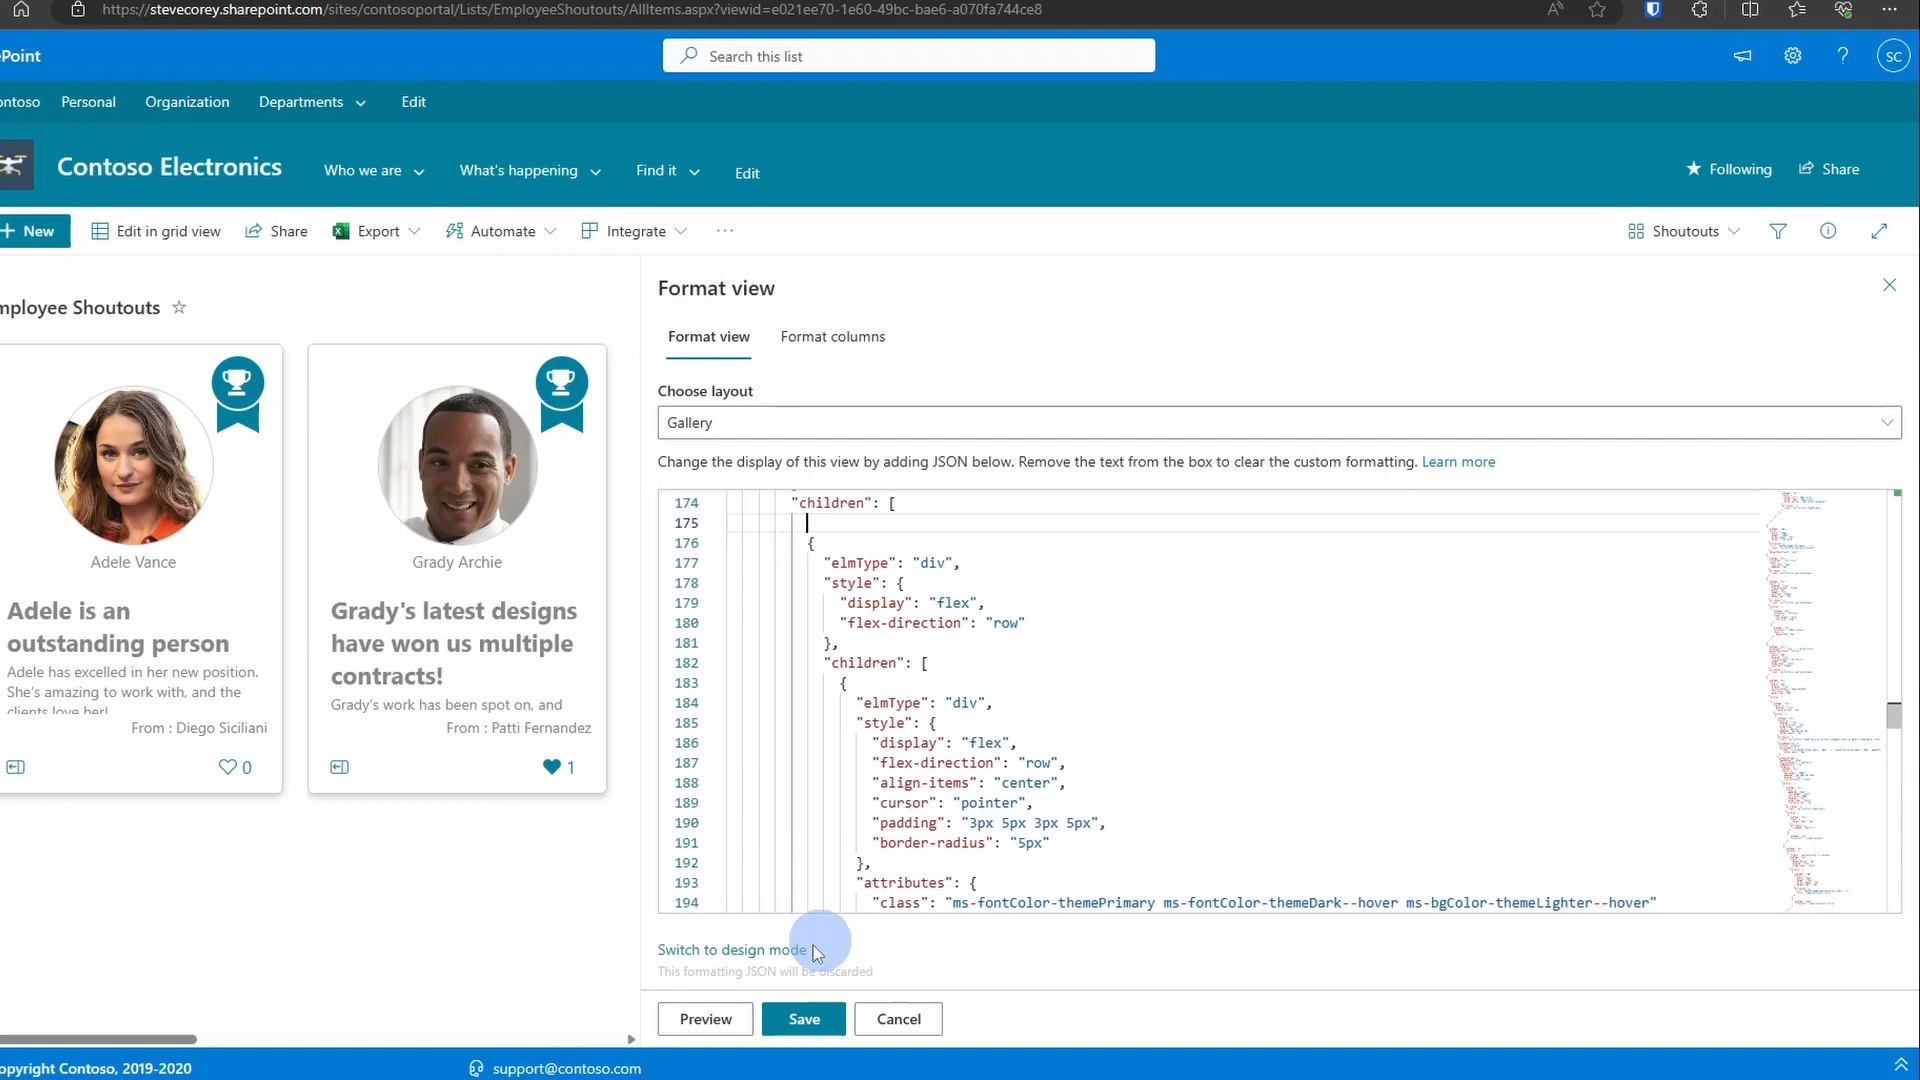 https://stevecorey.sharepoint.com/sites/contosoportal/Lists/EmployeeShoutouts/AllItems.aspx?viewid=e021ee70-1e60-49bc-bae6-a070fa744ce8
ePoint
Search this list
SC
ontoso Personal Organization Departments Edit
Contoso Electronics
Who we are What's happening Find it Edit
Following Share
New Edit in grid view Share Export Automate Integrate ...
Shoutouts
mployee Shoutouts
Adele Vance
Adele is an
outstanding person
Adele has excelled in her new position.
She's amazing to work with, and the
clients love her!
From : Diego Siciliani
0
Grady Archie
Grady's latest designs
have won us multiple
contracts!
Grady's work has been spot on, and
From : Patti Fernandez
1
Format view
Format view Format columns
Choose layout
Gallery
Change the display of this view by adding JSON below. Remove the text from the box to clear the custom formatting. Learn more
174 "children": [
175
176 {
177 "elmType": "div",
178 "style": {
179 "display": "flex",
180 "flex-direction": "row"
181 },
182 "children": [
183 {
184 "elmType": "div",
185 "style": {
186 "display": "flex",
187 "flex-direction": "row",
188 "align-items": "center",
189 "cursor": "pointer",
190 "padding": "3px 5px 3px 5px",
191 "border-radius": "5px"
192 },
193 "attributes": {
194 "class": "ms-fontColor-themePrimary ms-fontColor-themeDark--hover ms-bgColor-themeLighter--hover"
Switch to design mode
This formatting JSON will be discarded
Preview Save Cancel
opyright Contoso, 2019-2020
support@contoso.com